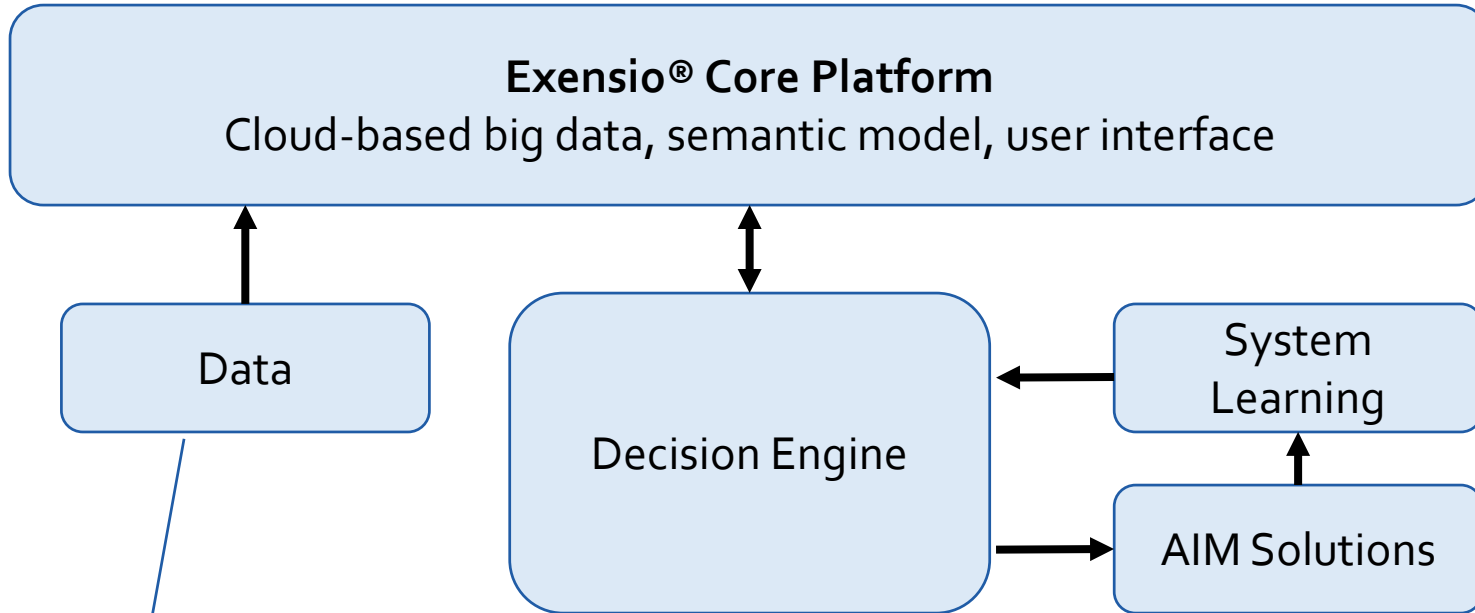 Exensio® Core Platform
Cloud-based big data, semantic model, user interface
Data
Decision Engine
System
Learning
AIM Solutions